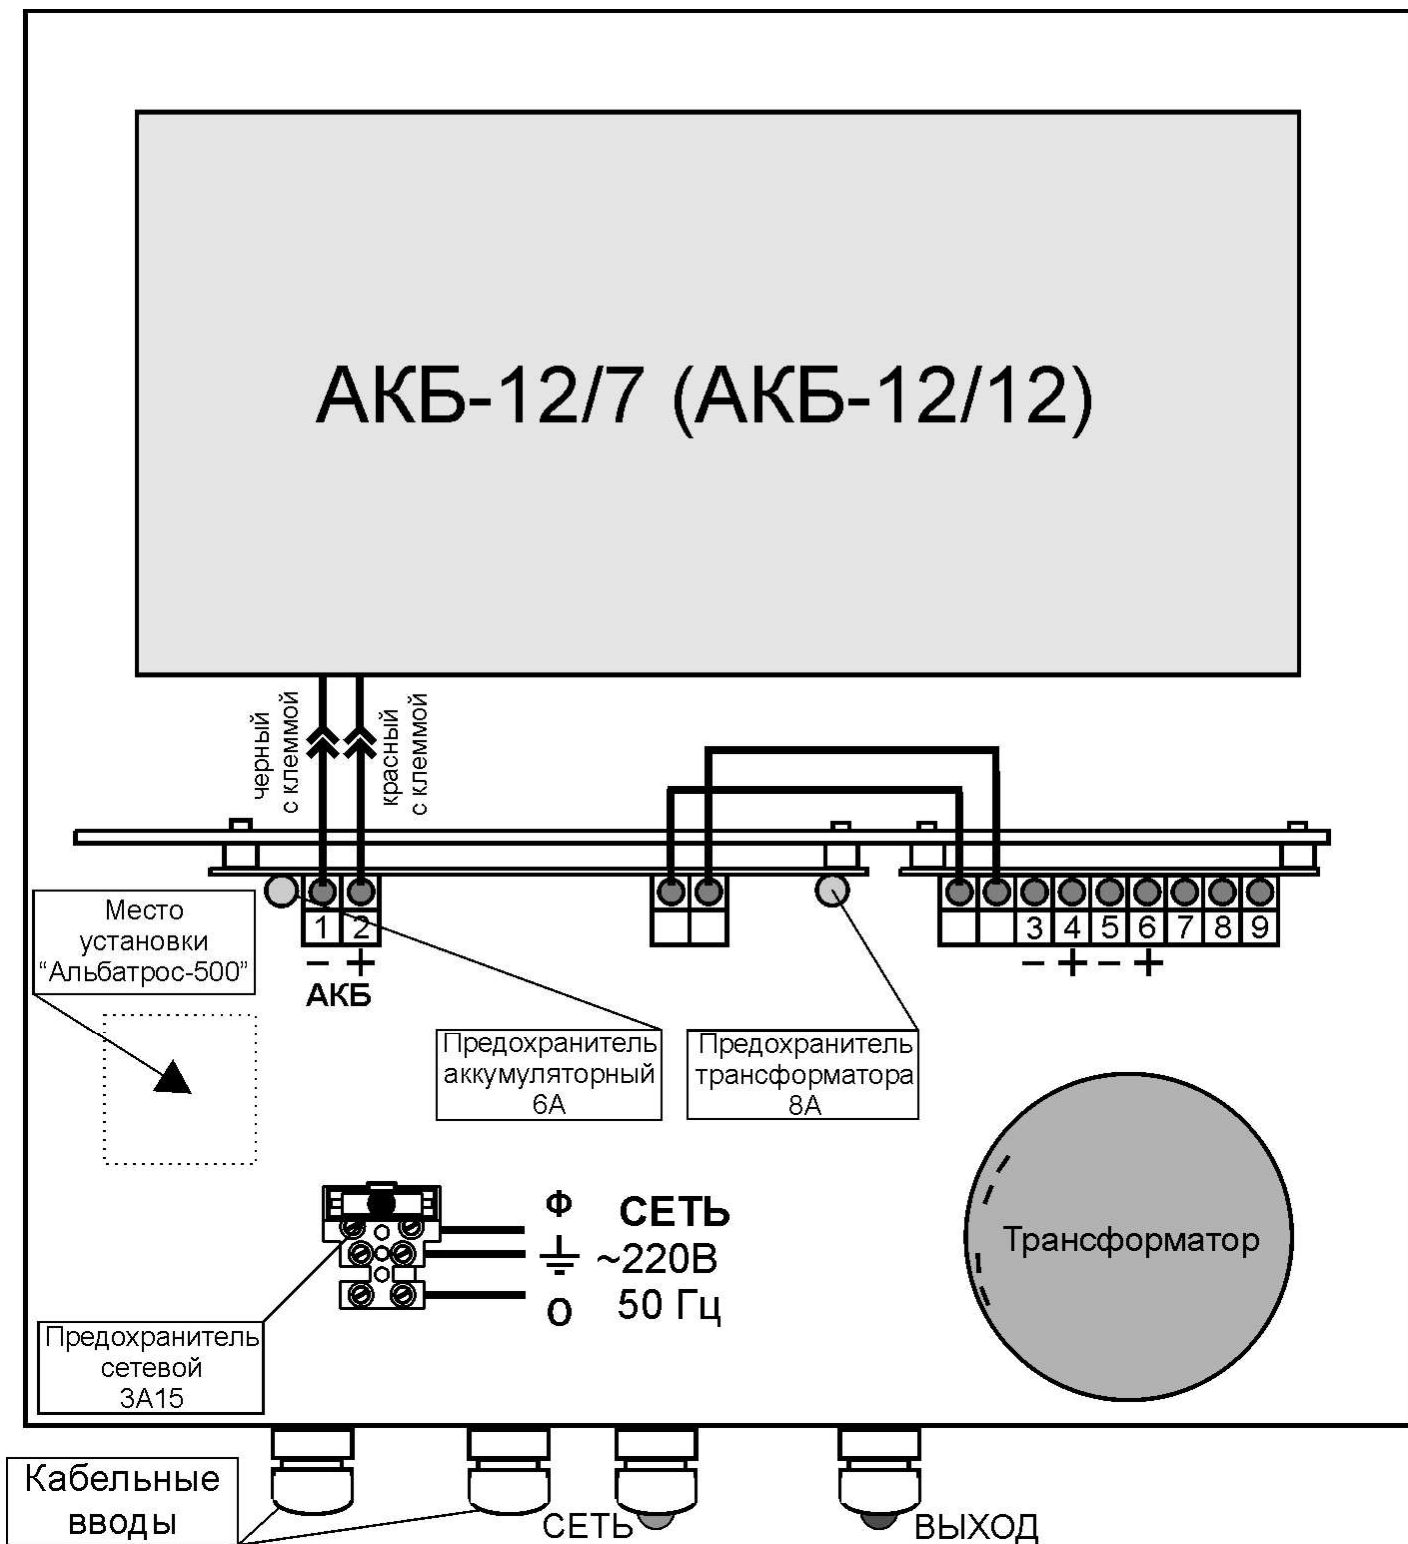 АКБ-12/7 (АКБ-12/12)
черный
с клеммой
красный
с клеммой
Место
установки
“Альбатрос-500”
1 2
– +
АКБ
3 4 5 6 7 8 9
– + – +
Предохранитель
аккумуляторный
6А
Предохранитель
трансформатора
8А
Трансформатор
Ф СЕТЬ
~220В
О 50 Гц
Предохранитель
сетевой
3А15
Кабельные
вводы
СЕТЬ
ВЫХОД